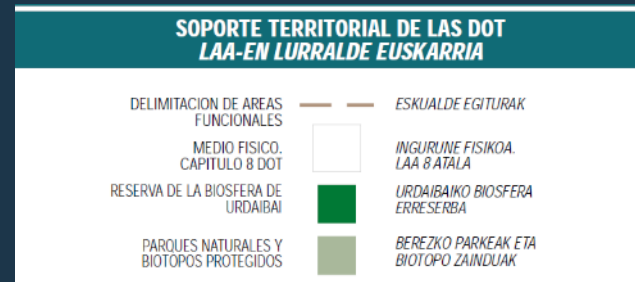 SOPORTE TERRITORIAL DE LAS DOT
LAA-EN LURRALDE EUSKARRIA
DELIMITACION DE AREAS
FUNCIONALES
ESKUALDE EGITURAK
MEDIO FISICO.
CAPITULO 8 DOT
INGURUNE FISIKOA.
LAA 8 ATALA
RESERVA DE LA BIOSFERA DE
URDAIBAI
URDAIBAIKO BIOSFERA
ERRESERBA
PARQUES NATURALES Y
BIOTOPOS PROTEGIDOS
BEREZKO PARKEAK ETA
BIOTOPO ZAINDUAK